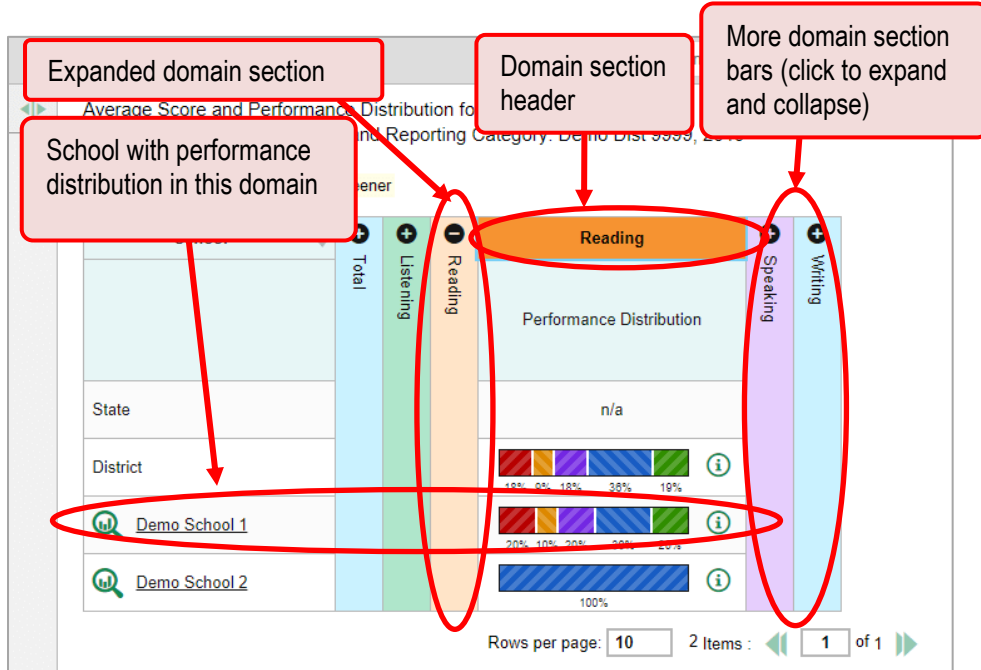 Expanded domain section
Domain section
header
More domain section
bars (click to expand
and collapse)
Average Score and Performance Distribution fo
nd Reporting Category: Demo Dist 9999,
School with performance
distribution in this domain
eener
Total
Listening
Reading
Reading
Speaking
Writing
Performance Distribution
State
n/a
District
18% 9% 18% 36% 19%
Demo School 1
20% 10% 20%
Demo School 2
100%
Rows per page: 10 2 Items : 1 of 1